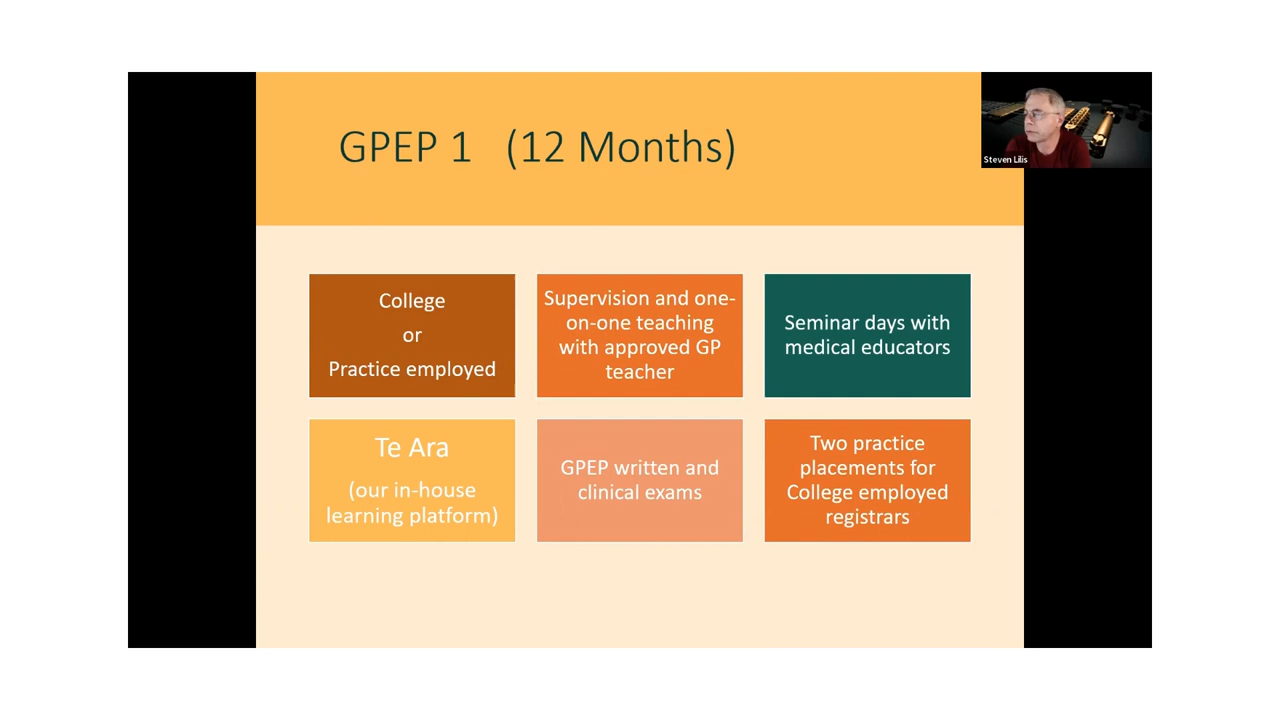 GPEP 1 (12 Months)
Steven Lilis
College
or
Practice employed
Supervision and one-
on-one teaching
with approved GP
teacher
Seminar days with
medical educators
Te Ara
(our in-house
learning platform)
GPEP written and
clinical exams
Two practice
placements for
College employed
registrars